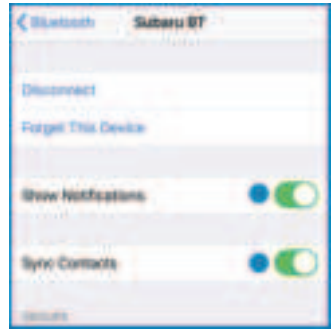 Bluetooth Subaru BT
Disconnect
Forget This Device
Show Notifications
Sync Contacts